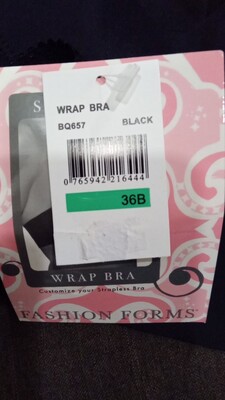 WRAP BRA
BQ657 BLACK
0 765942 216444
36B
WRAP BRA
Customize your Strapless Bra
FASHION FORMS®